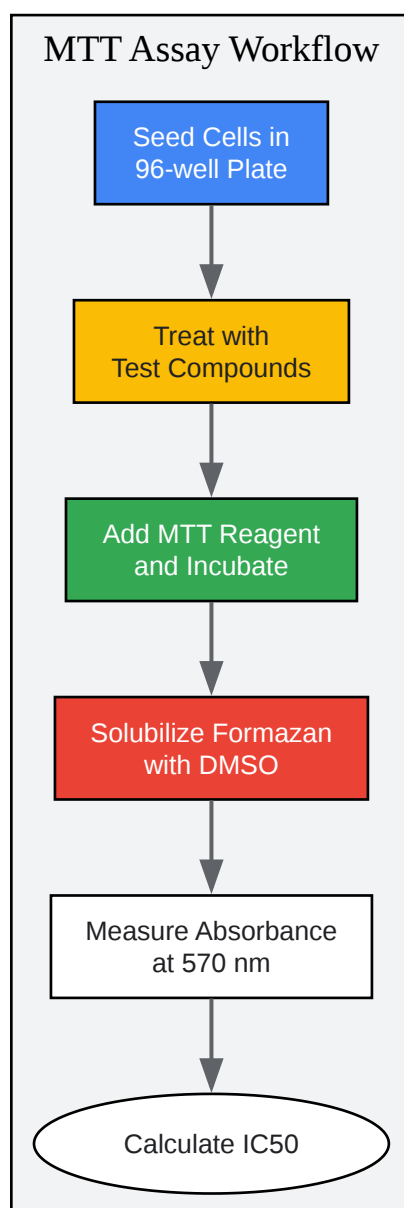 MTT Assay Workflow
Seed Cells in
96-well Plate
Treat with
Test Compounds
Add MTT Reagent
and Incubate
Solubilize Formazan
with DMSO
Measure Absorbance
at 570 nm
Calculate IC50